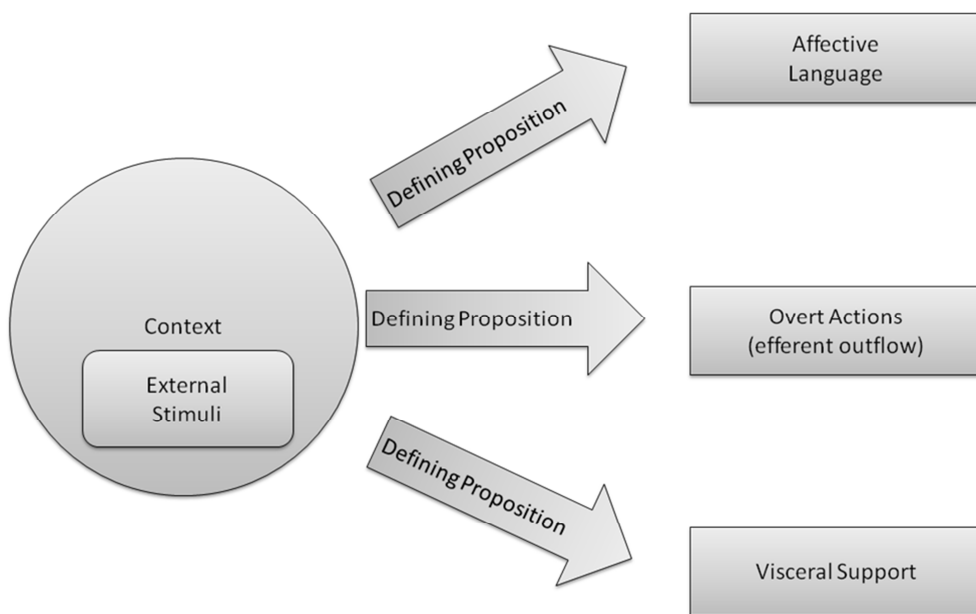 Affective
Language
Defining Proposition
Context
External
Stimuli
Defining Proposition
Overt Actions
(efferent outflow)
Defining Proposition
Visceral Support